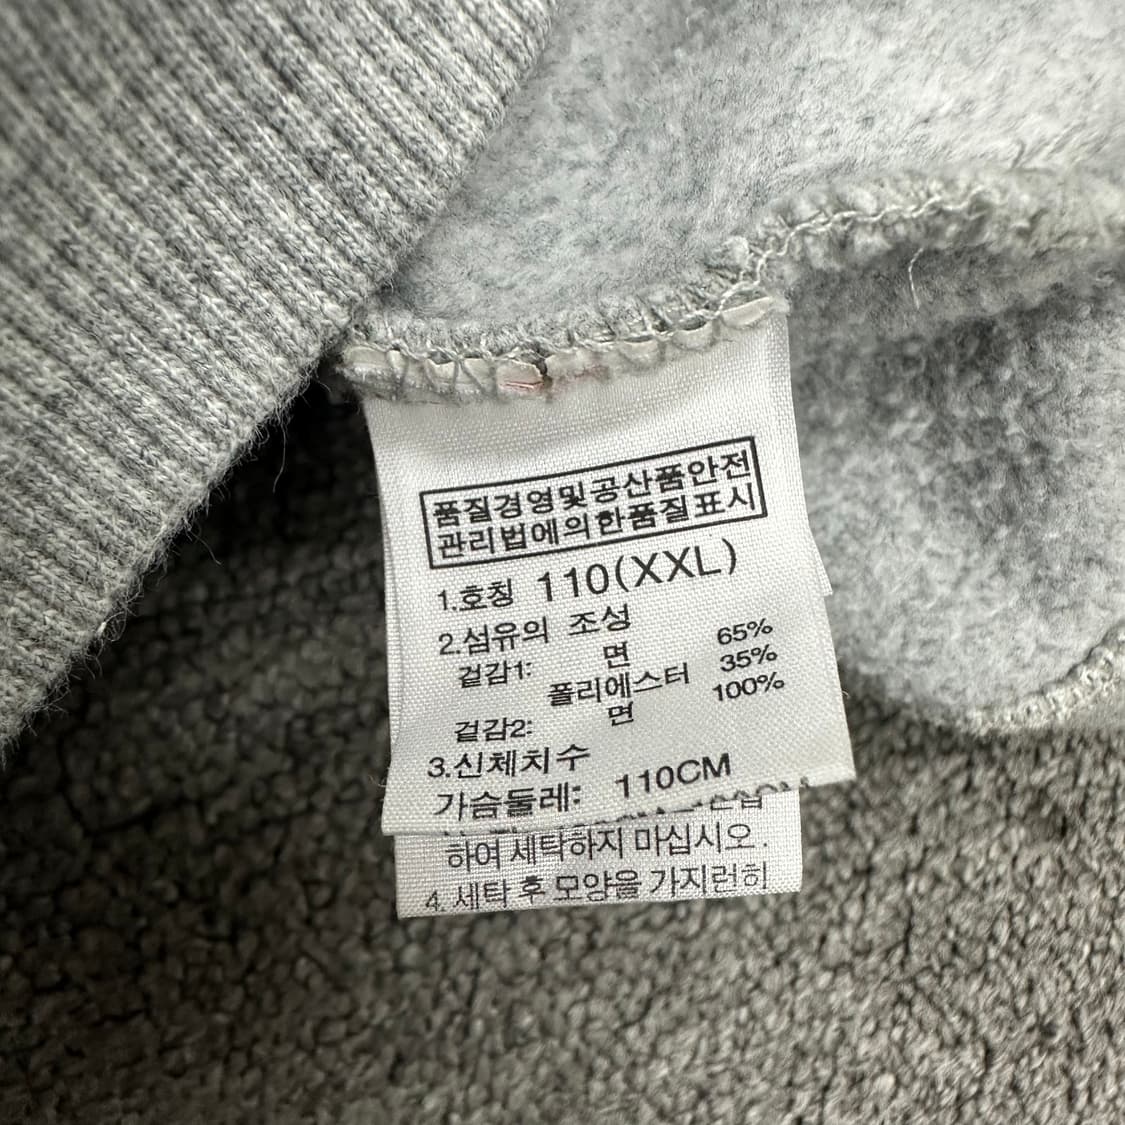 품질경영및공산품안전
관리법에의한품질표시
1.호칭 110(XXL)
2.섬유의 조성
겉감1: 면 65%
폴리에스터 35%
겉감2: 면 100%
3.신체치수
가슴둘레: 110CM
하여 세탁하지 마십시오.
4.세탁 후 모양을 가지런히